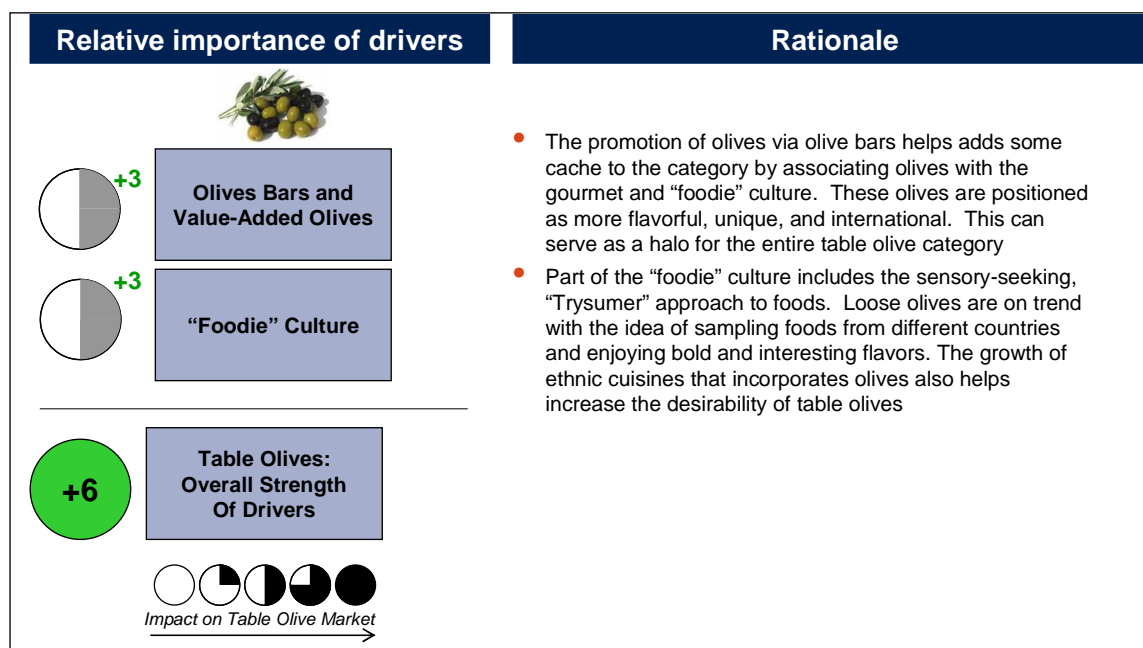 Relative importance of drivers
Rationale
+3
Olives Bars and
Value-Added Olives
+3
“Foodie” Culture
+6
Table Olives:
Overall Strength
Of Drivers
Impact on Table Olive Market
• The promotion of olives via olive bars helps adds some
cache to the category by associating olives with the
gourmet and “foodie” culture. These olives are positioned
as more flavorful, unique, and international. This can
serve as a halo for the entire table olive category
• Part of the “foodie” culture includes the sensory-seeking,
“Trysumer” approach to foods. Loose olives are on trend
with the idea of sampling foods from different countries
and enjoying bold and interesting flavors. The growth of
ethnic cuisines that incorporates olives also helps
increase the desirability of table olives